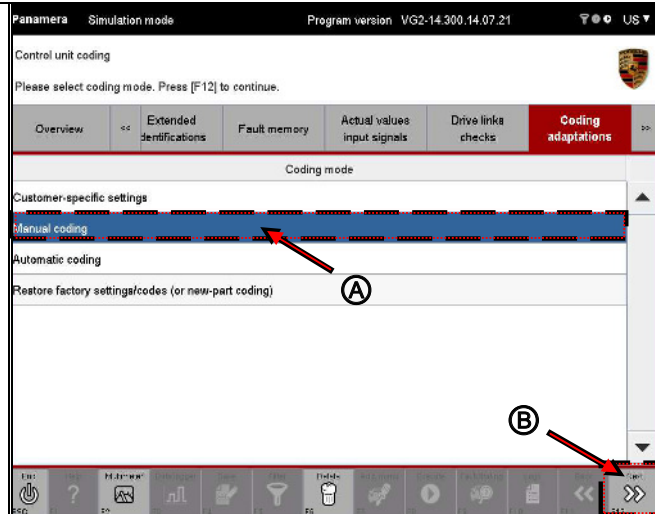 Panamera Simulation mode Program version VG2-14.300.14.07.21 US
Control unit coding
Please select coding mode. Press [F12] to continue.
Overview << Extended dentifications Fault memory Actual values input signals Drive links checks Coding adaptations >>
Coding mode
Customer-specific settings
Manual coding
Automatic coding
Restore factory settings/codes (or new-part coding)
A
B
? << >>
F8